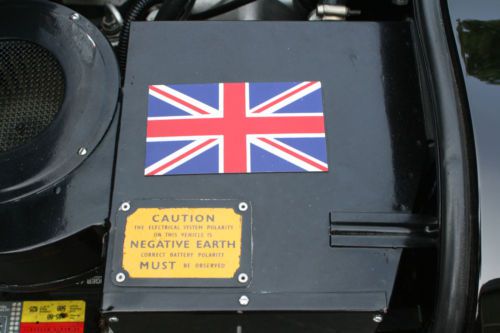 CAUTION
THE ELECTRICAL SYSTEM POLARITY
ON THIS VEHICLE IS
NEGATIVE EARTH
CORRECT BATTERY POLARITY
MUST BE OBSERVED